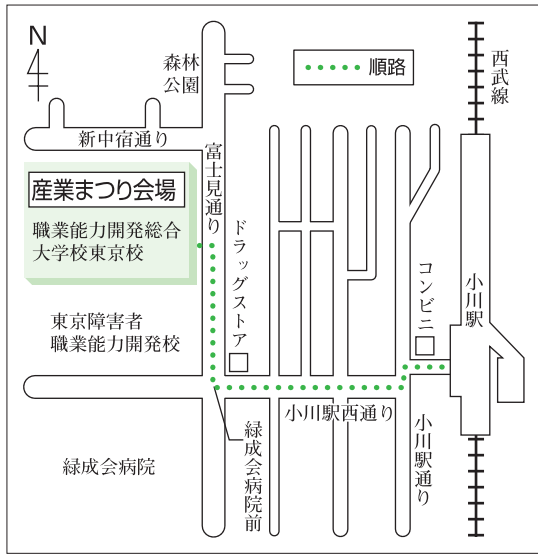 N
森林
公園
順路
西武線
新中宿通り
富士見通り
産業まつり会場
職業能力開発総合
大学校東京校
ドラッグストア
コンビニ
小川駅
東京障害者
職業能力開発校
小川駅西通り
小川駅通り
緑成会病院前
緑成会病院